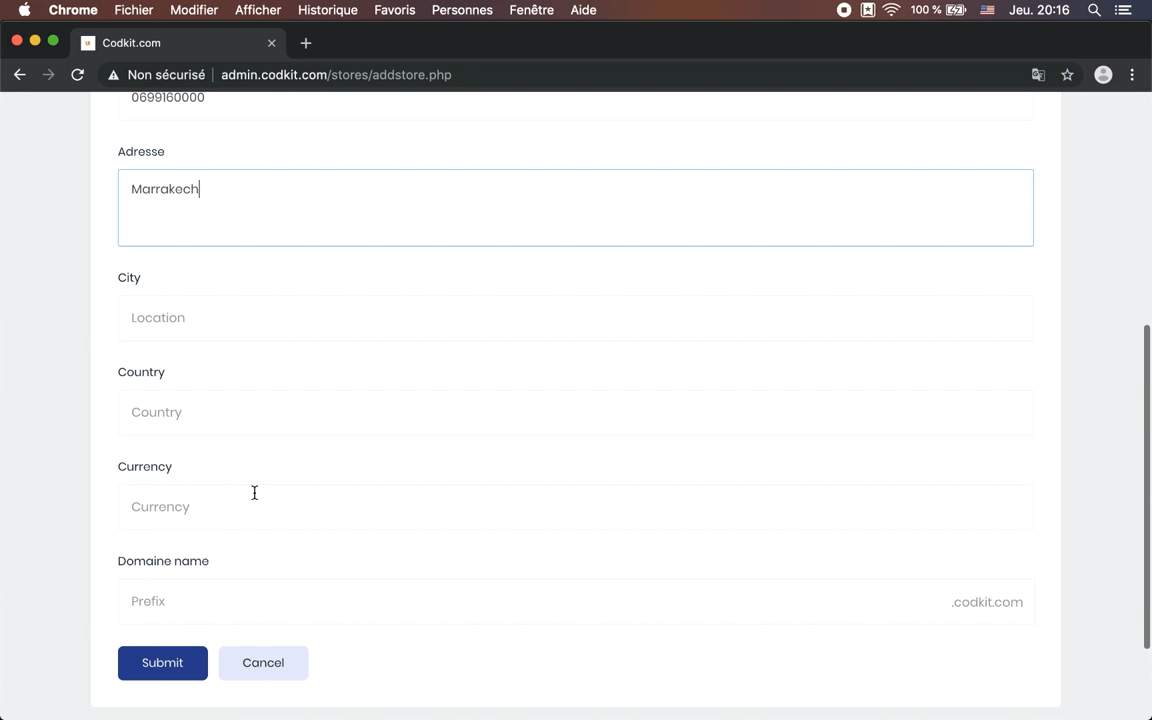 Chrome Fichier Modifier Afficher Historique Favoris Personnes Fenêtre Aide 100 % Jeu. 20:16
Codkit.com
Non sécurisé admin.codkit.com/stores/addstore.php
0699160000
Adresse
Marrakech
City
Location
Country
Country
Currency
Currency
Domaine name
Prefix .codkit.com
Submit Cancel